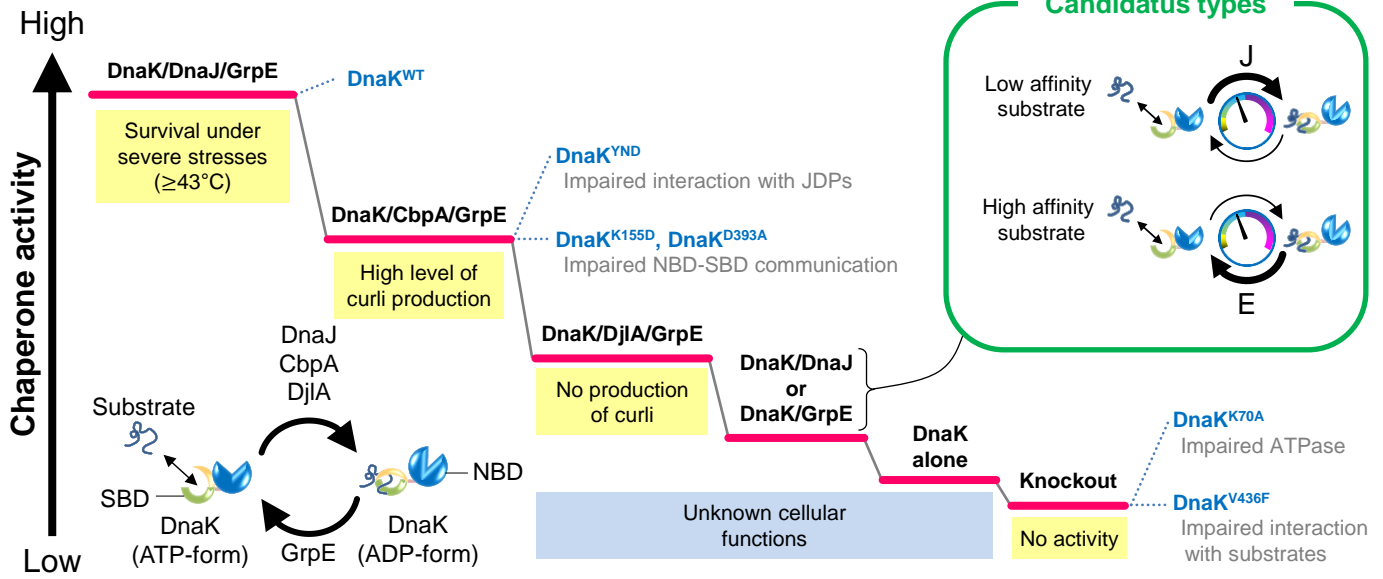 High
Chaperone activity
Low
DnaK/DnaJ/GrpE
DnaK^WT
Survival under
severe stresses
(≥43°C)
DnaK/CbpA/GrpE
DnaK^YND
Impaired interaction with JDPs
DnaK^K155D, DnaK^D393A
Impaired NBD-SBD communication
High level of
curli production
DnaK/DjlA/GrpE
No production
of curli
DnaK/DnaJ
or
DnaK/GrpE
DnaK
alone
Unknown cellular
functions
Knockout
No activity
DnaK^K70A
Impaired ATPase
DnaK^V436F
Impaired interaction
with substrates
DnaJ
CbpA
DjlA
Substrate
SBD
NBD
DnaK
(ATP-form)
GrpE
DnaK
(ADP-form)
Candidatus types
J
Low affinity
substrate
High affinity
substrate
E